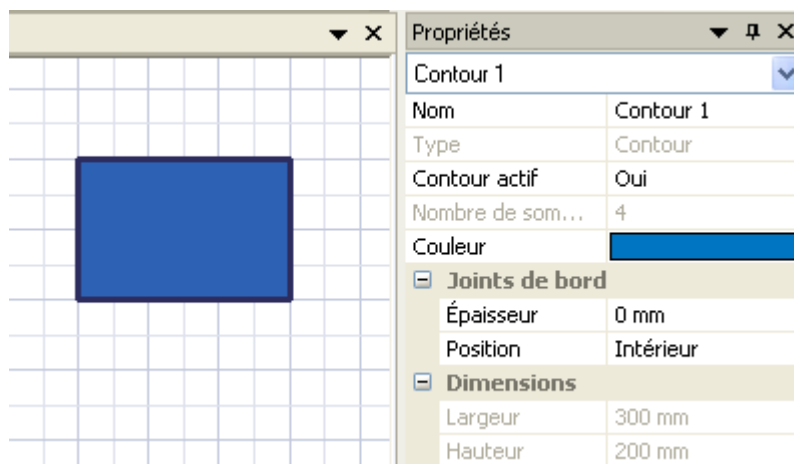 Propriétés
Contour 1
Nom Contour 1
Type Contour
Contour actif Oui
Nombre de som... 4
Couleur
Joints de bord
Épaisseur 0 mm
Position Intérieur
Dimensions
Largeur 300 mm
Hauteur 200 mm